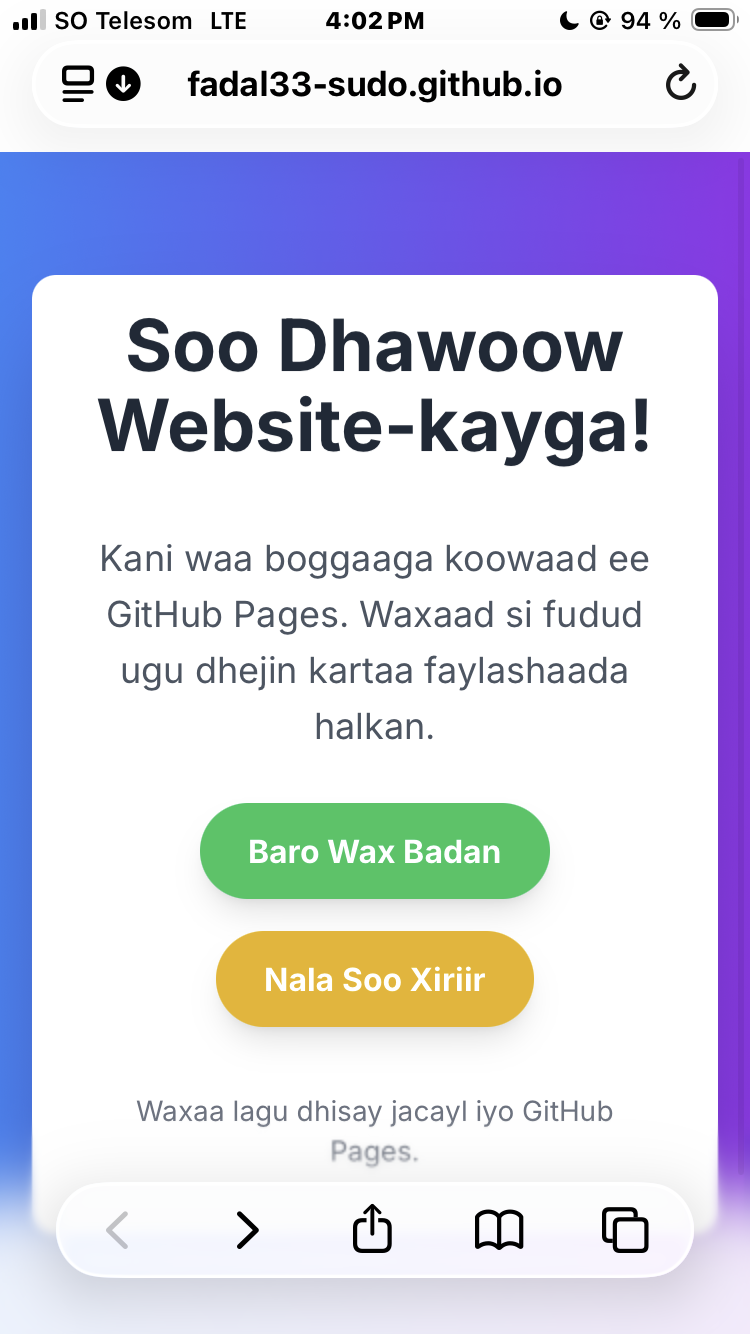 SO Telesom LTE 4:02 PM 94 %
fadal33-sudo.github.io
Soo Dhawoow
Website-kayga!
Kani waa boggaaga koowaad ee
GitHub Pages. Waxaad si fudud
ugu dhejin kartaa faylashaada
halkan.
Baro Wax Badan
Nala Soo Xiriir
Waxaa lagu dhisay jacayl iyo GitHub
Pages.